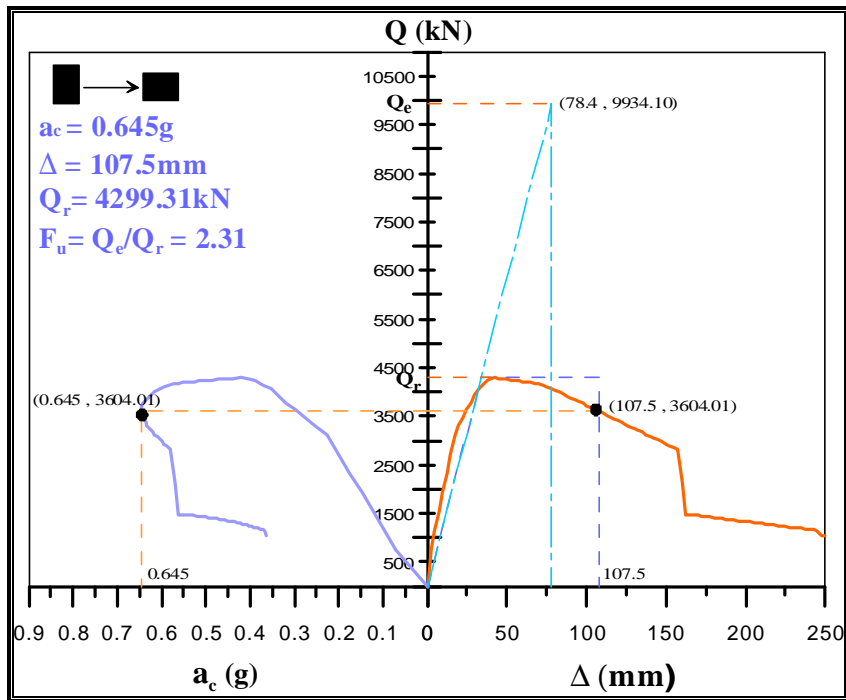 Q (kN)
10500
Qₑ
(78.4 , 9934.10)
ac = 0.645g
9500
Δ = 107.5mm
8500
Qᵣ= 4299.31kN
7500
Fᵤ= Qₑ/Qᵣ = 2.31
6500
5500
4500
Qᵣ
(0.645 , 3604.01)
(107.5 , 3604.01)
3500
2500
1500
500
0.645
107.5
0.9 0.8 0.7 0.6 0.5 0.4 0.3 0.2 0.1 0 50 100 150 200 250
a_c (g)
Δ (mm)